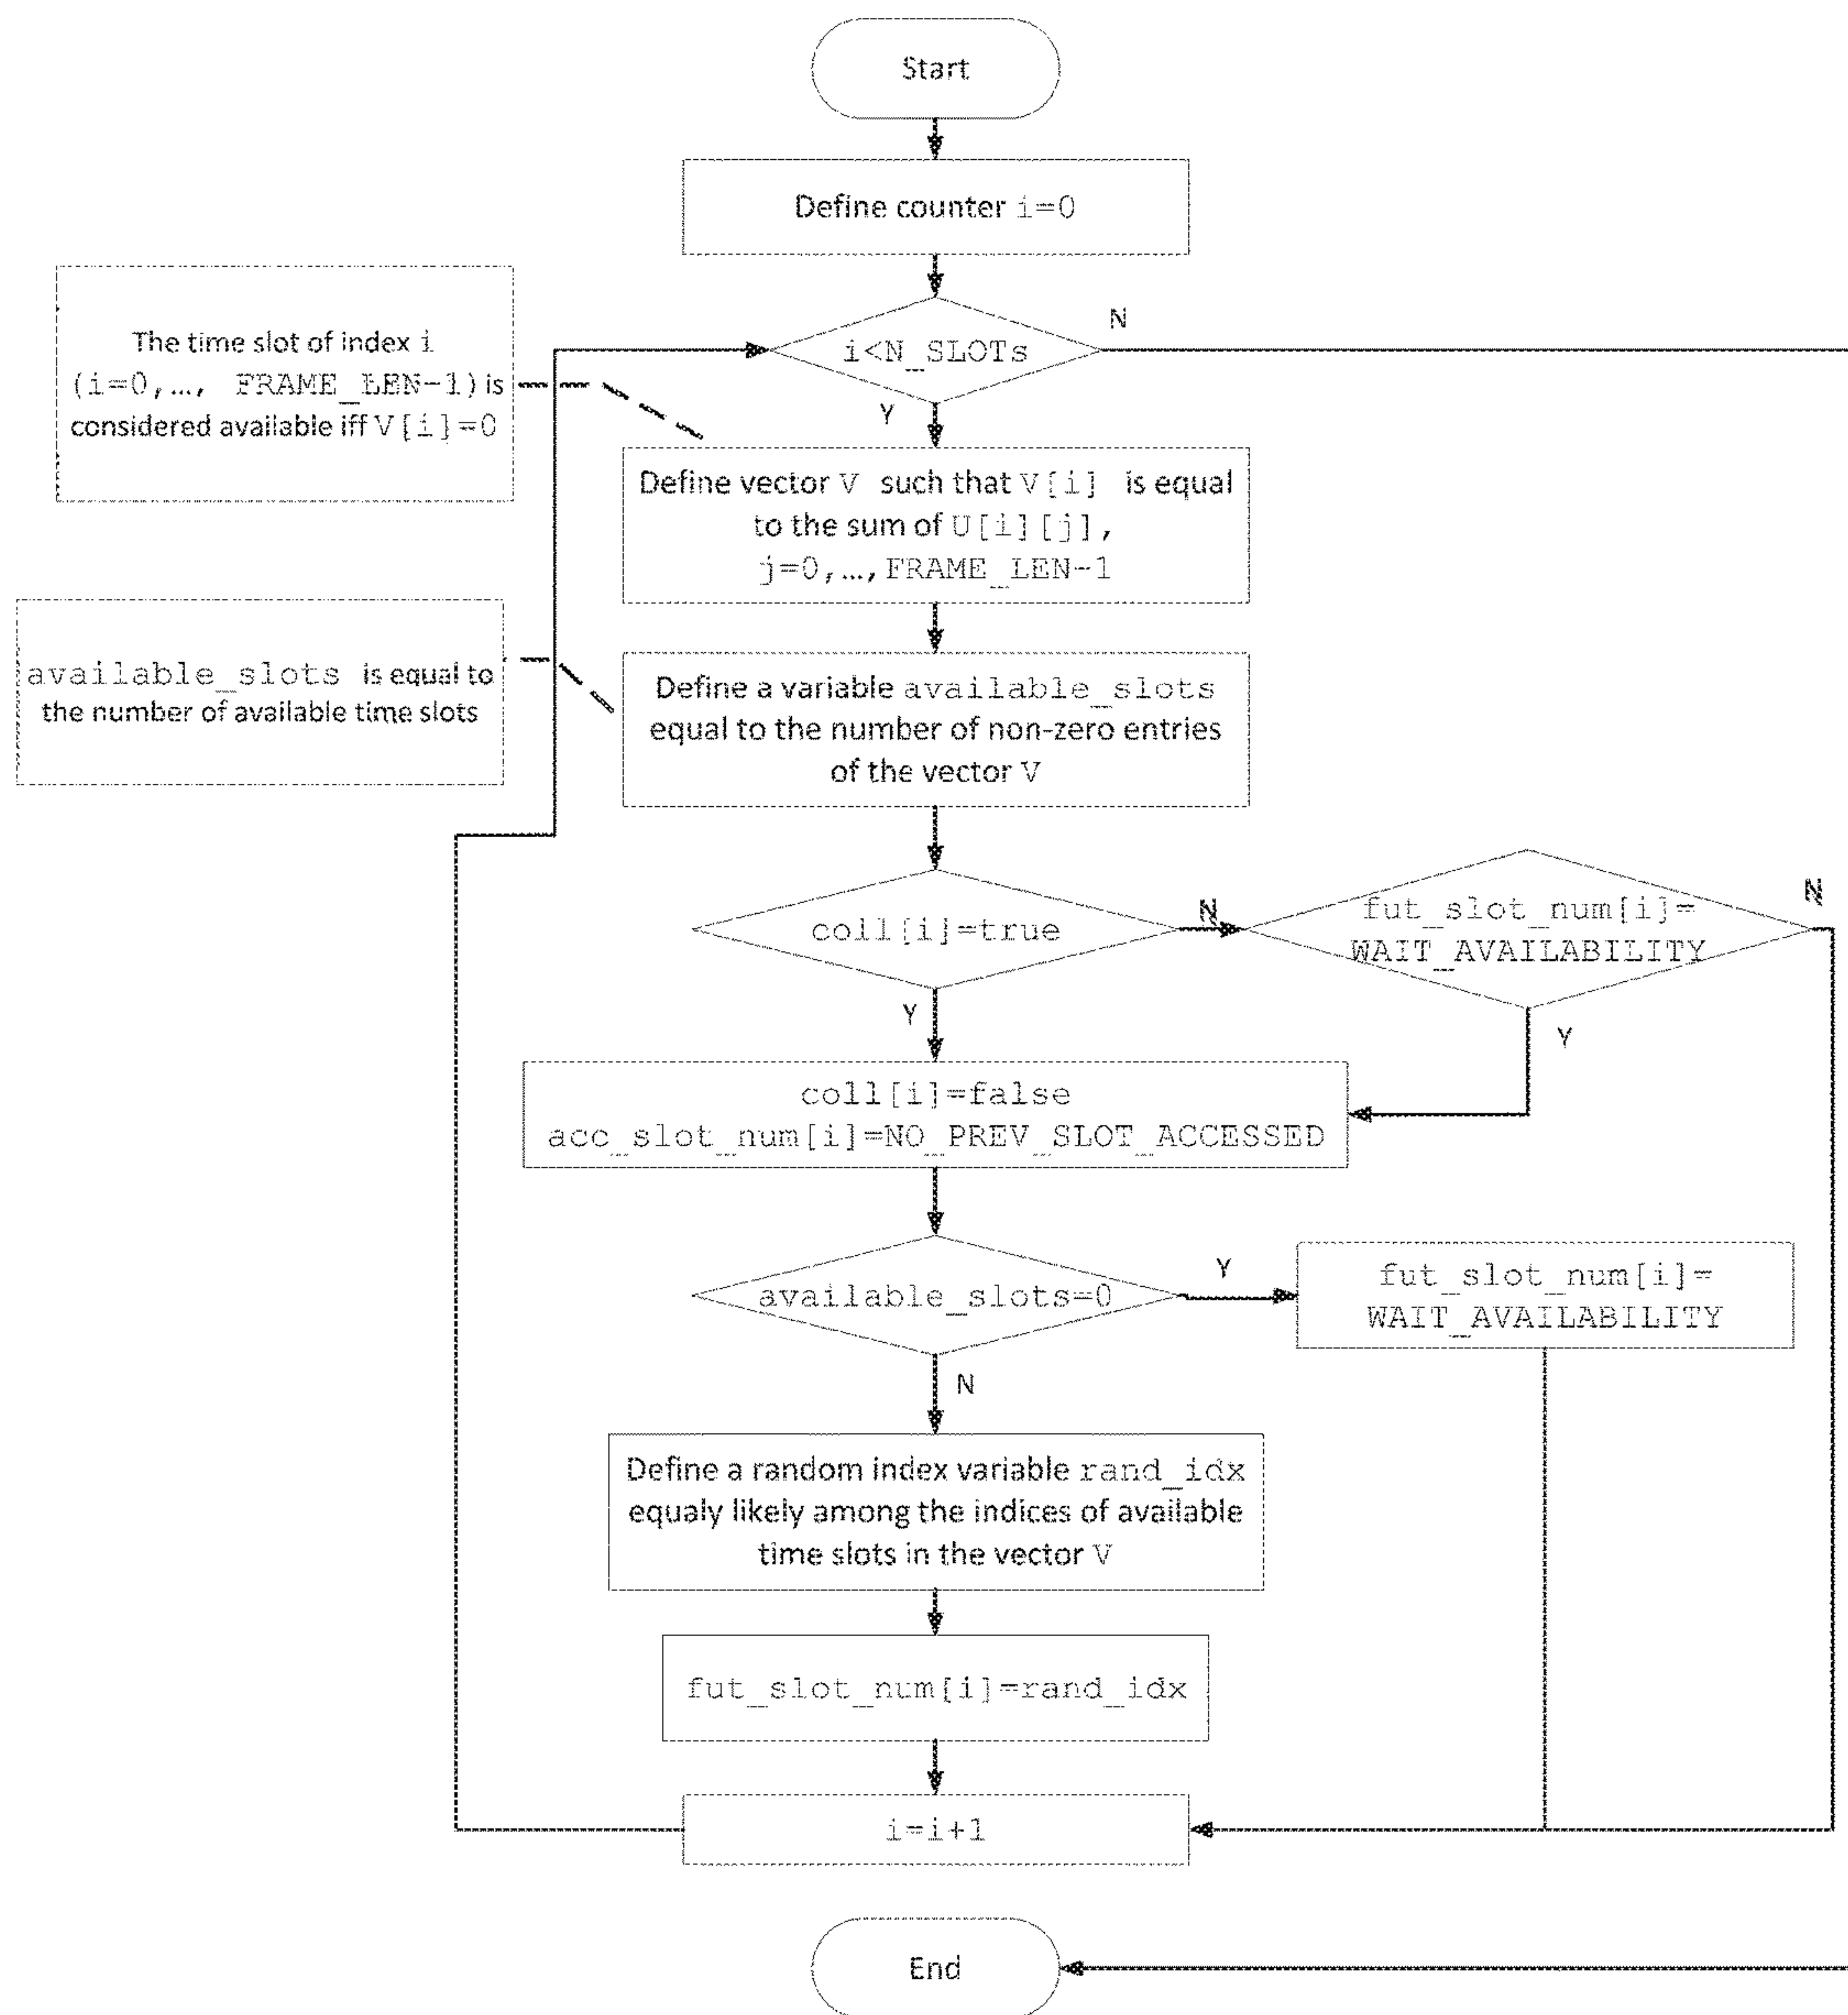 Start
Define counter i=0
i<N_SLOTs
N
Y
The time slot of index i
(i=0,…, FRAME_LEN-1) is
considered available iff V[i]=0
Define vector V such that V[i] is equal
to the sum of U[i][j],
j=0,…,FRAME_LEN-1
available_slots is equal to
the number of available time slots
Define a variable available_slots
equal to the number of non-zero entries
of the vector V
coll[i]=true
N
Y
fut_slot_num[i]=
WAIT_AVAILABILITY
N
Y
coll[i]=false
acc_slot_num[i]=NO_PREV_SLOT_ACCESSED
available_slots=0
Y
N
fut_slot_num[i]=
WAIT_AVAILABILITY
Define a random index variable rand_idx
equaly likely among the indices of available
time slots in the vector V
fut_slot_num[i]=rand_idx
i=i+1
End